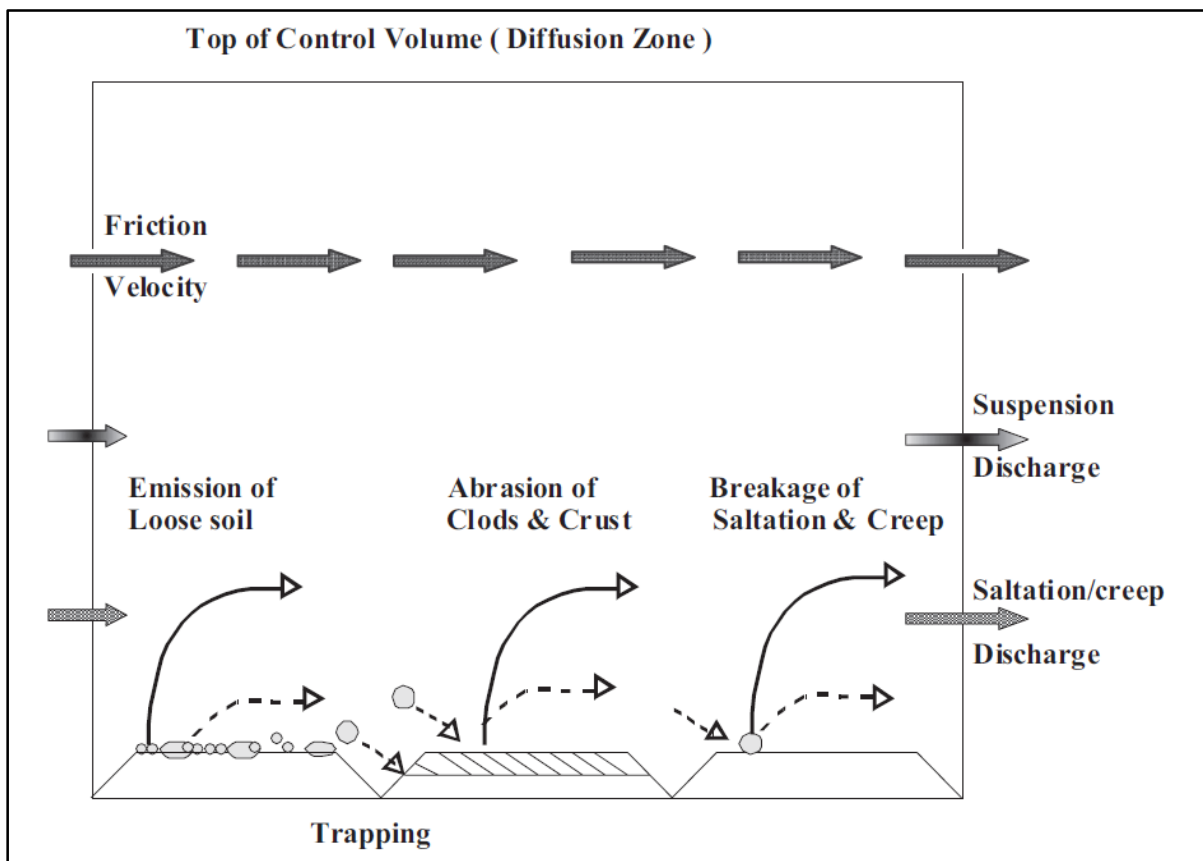 Top of Control Volume ( Diffusion Zone )
Friction
Velocity
Suspension
Discharge
Emission of
Loose soil
Abrasion of
Clods & Crust
Breakage of
Saltation & Creep
Saltation/creep
Discharge
Trapping